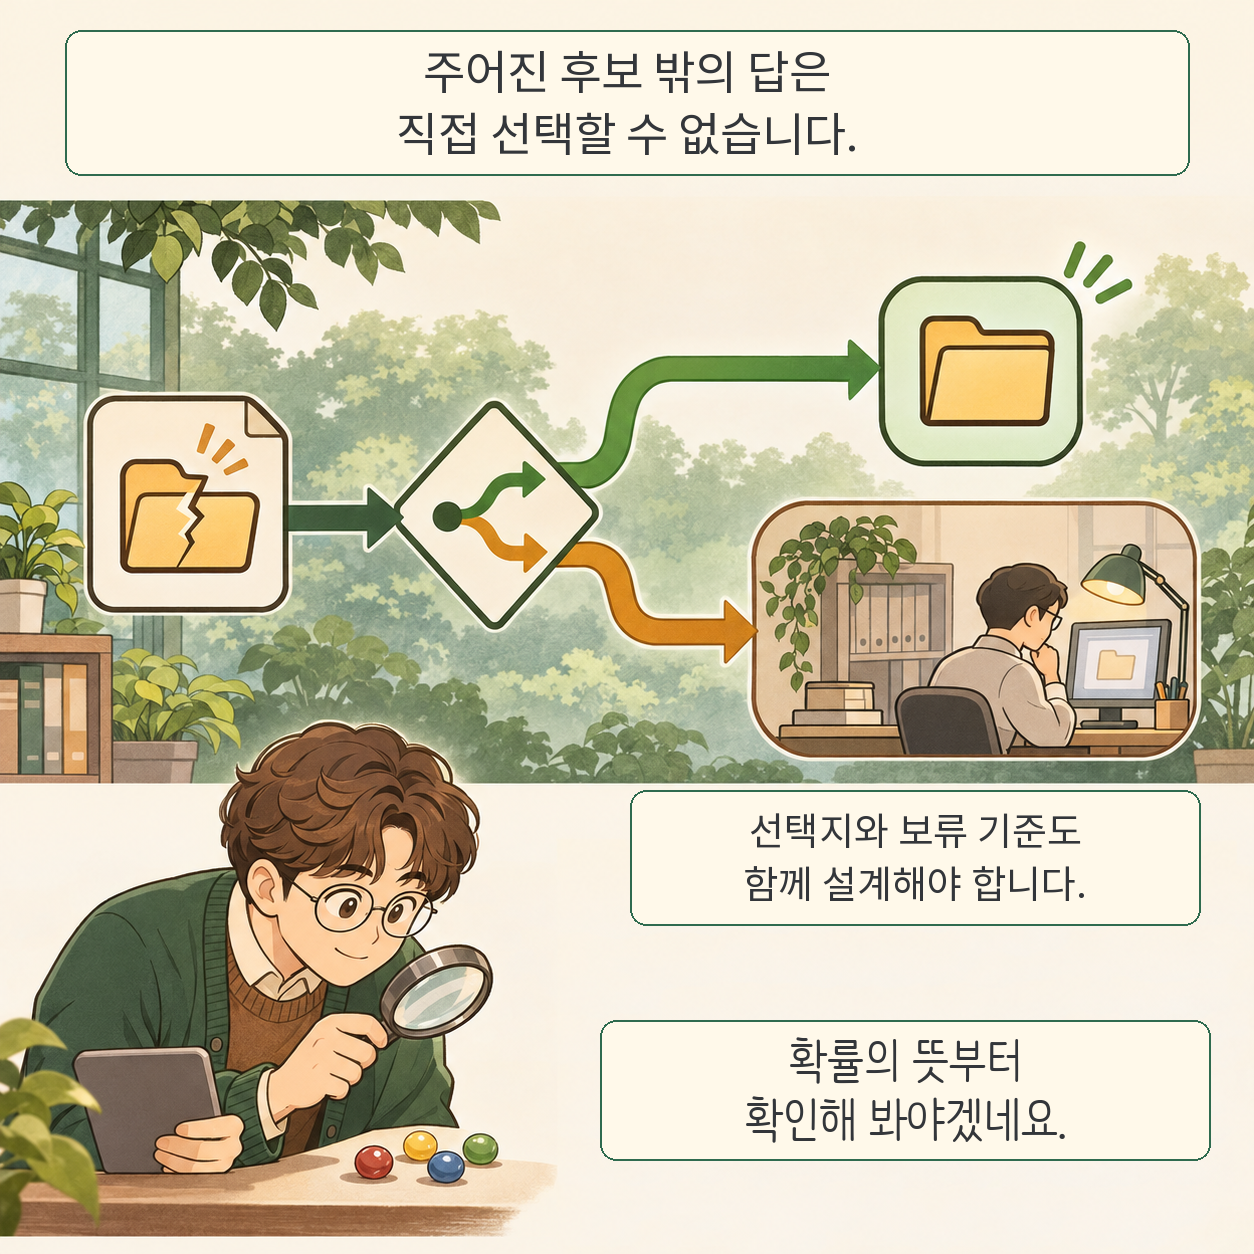 주어진 후보 밖의 답은
직접 선택할 수 없습니다.
선택지와 보류 기준도
함께 설계해야 합니다.
확률의 뜻부터
확인해 봐야겠네요.